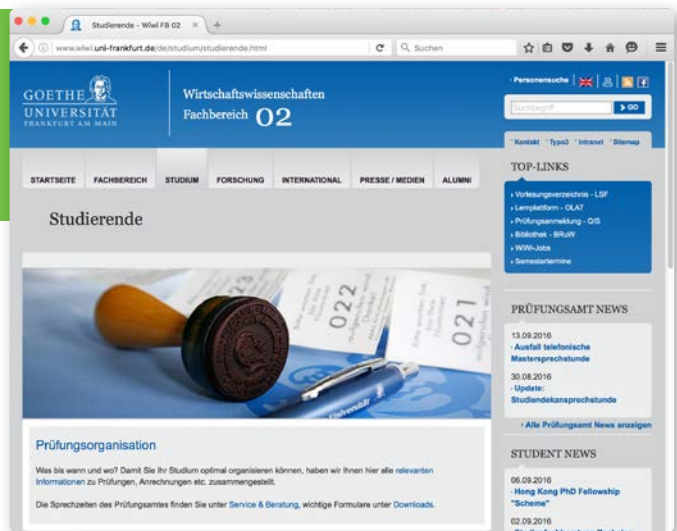 Studierende - Wiwi FB 02
www.wiwi.uni-frankfurt.de/de/studium/studierende.html
Suchen
GOETHE
UNIVERSITÄT
FRANKFURT AM MAIN
Wirtschaftswissenschaften
Fachbereich 02
Personensuche
Suchbegriff
GO
Kontakt Typo3 Intranet Sitemap
STARTSEITE FACHBEREICH STUDIUM FORSCHUNG INTERNATIONAL PRESSE / MEDIEN ALUMNI
Studierende
022
021
Universität
Prüfungsorganisation
Was bis wann und wo? Damit Sie Ihr Studium optimal organisieren können, haben wir Ihnen hier alle relevanten
Informationen zu Prüfungen, Anrechnungen etc. zusammengestellt.
Die Sprechzeiten des Prüfungsamtes finden Sie unter Service & Beratung, wichtige Formulare unter Downloads.
TOP-LINKS
Vorlesungsverzeichnis - LSF
Lernplattform - OLAT
Prüfungsanmeldung - QIS
Bibliothek - BRuW
WIWI-Jobs
Semestertermine
PRÜFUNGSAMT NEWS
13.09.2016
Ausfall telefonische
Mastersprechstunde
30.08.2016
Update:
Studiendekansprechstunde
Alle Prüfungsamt News anzeigen
STUDENT NEWS
06.09.2016
Hong Kong PhD Fellowship
"Scheme"
02.09.2016